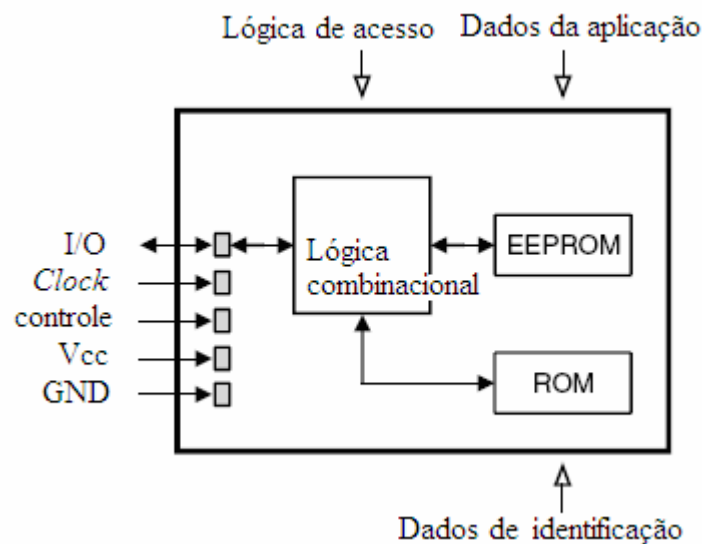 Lógica de acesso
Dados da aplicação
I/O
Clock
controle
Vcc
GND
Lógica
combinacional
EEPROM
ROM
Dados de identificação